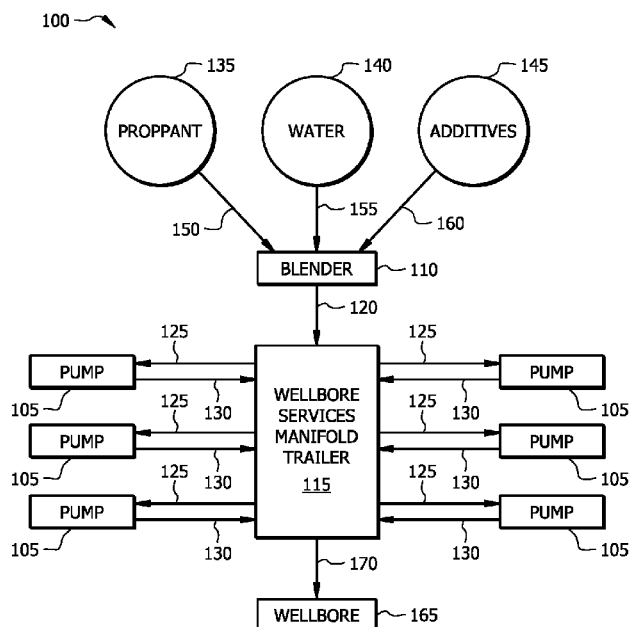 100
135
140
145
PROPPANT
WATER
ADDITIVES
150
155
160
BLENDER
110
120
125
125
PUMP
PUMP
105
130
130
105
WELLBORE
SERVICES
MANIFOLD
TRAILER
115
125
125
PUMP
PUMP
105
130
130
105
125
125
PUMP
PUMP
105
130
130
105
170
WELLBORE
165